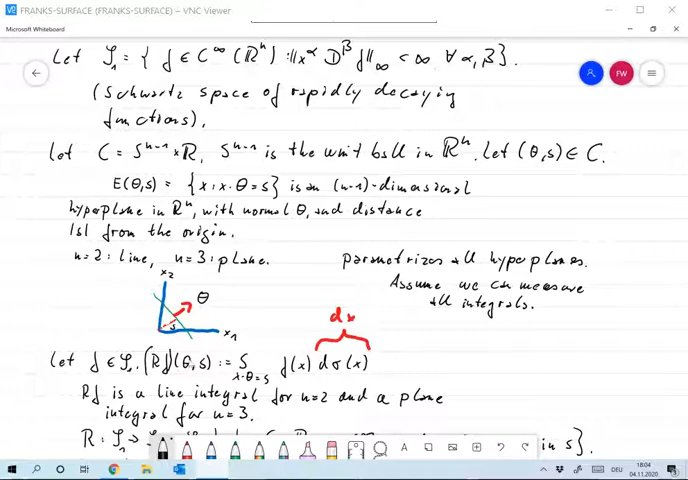 FRANKS-SURFACE (FRANKS-SURFACE) - VNC Viewer
Microsoft Whiteboard
FW
Let 𝒮₁ = { f ∈ C^∞ (ℝⁿ) : ||x^α D^β f||_∞ < ∞ ∀ α, β }.
(Schwartz space of rapidly decaying
functions).
Let C = S^{n-1} × ℝ, S^{n-1} is the unit ball in ℝⁿ. Let (θ,s) ∈ C.
E(θ,s) = {x : x·θ = s} is an (n-1)-dimensional
hyperplane in ℝⁿ, with normal θ, and distance
|s| from the origin.
n=2: line, n=3: plane.
parametrizes all hyperplanes.
Assume we can measure
all integrals.
x₂
θ
s
x₁
dx
Let f ∈ 𝒮₁. (Rf)(θ,s) := ∫_{x·θ=s} f(x) dσ(x)
Rf is a line integral for n=2 and a plane
integral for n=3.
R: 𝒮₁ →
in s}.
A
DEU
18:04
04.11.2020